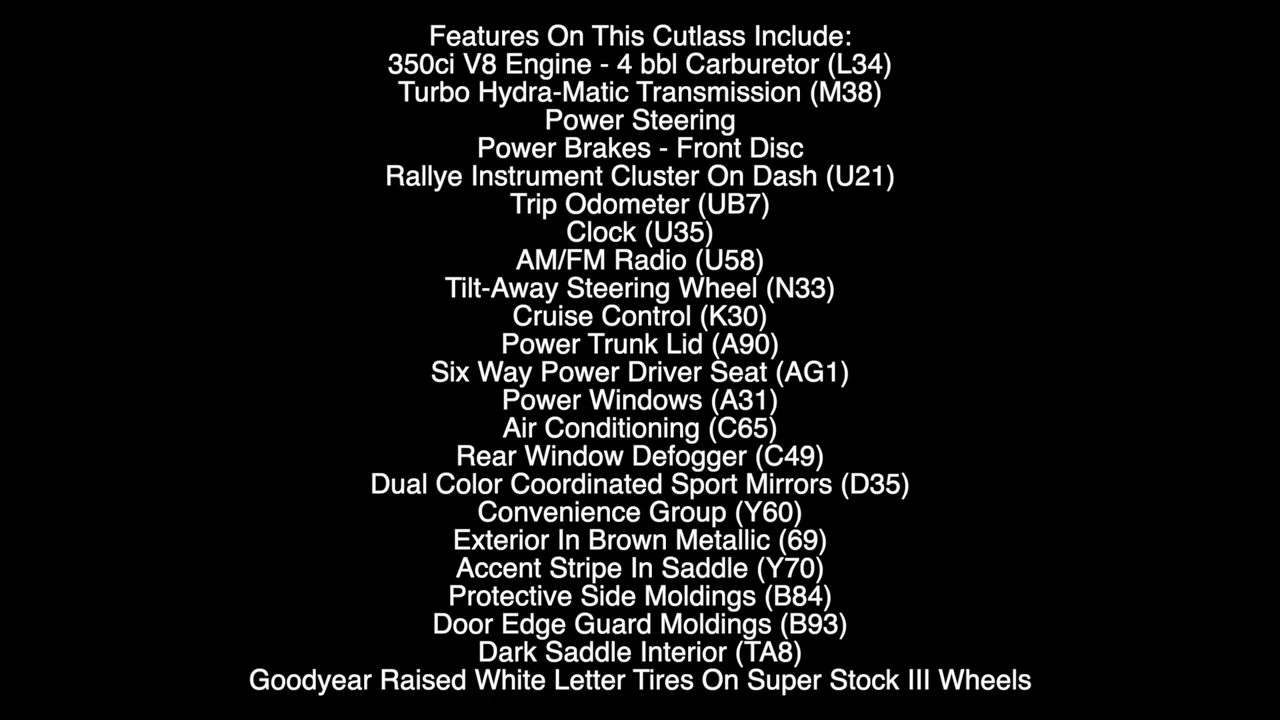 Features On This Cutlass Include:
350ci V8 Engine - 4 bbl Carburetor (L34)
Turbo Hydra-Matic Transmission (M38)
Power Steering
Power Brakes - Front Disc
Rallye Instrument Cluster On Dash (U21)
Trip Odometer (UB7)
Clock (U35)
AM/FM Radio (U58)
Tilt-Away Steering Wheel (N33)
Cruise Control (K30)
Power Trunk Lid (A90)
Six Way Power Driver Seat (AG1)
Power Windows (A31)
Air Conditioning (C65)
Rear Window Defogger (C49)
Dual Color Coordinated Sport Mirrors (D35)
Convenience Group (Y60)
Exterior In Brown Metallic (69)
Accent Stripe In Saddle (Y70)
Protective Side Moldings (B84)
Door Edge Guard Moldings (B93)
Dark Saddle Interior (TA8)
Goodyear Raised White Letter Tires On Super Stock III Wheels